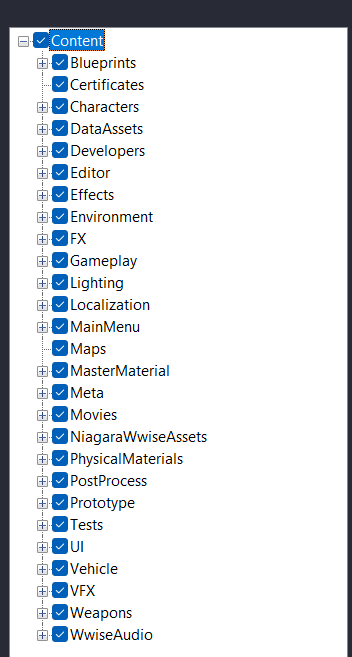 Content
Blueprints
Certificates
Characters
DataAssets
Developers
Editor
Effects
Environment
FX
Gameplay
Lighting
Localization
MainMenu
Maps
MasterMaterial
Meta
Movies
NiagaraWwiseAssets
PhysicalMaterials
PostProcess
Prototype
Tests
UI
Vehicle
VFX
Weapons
WwiseAudio